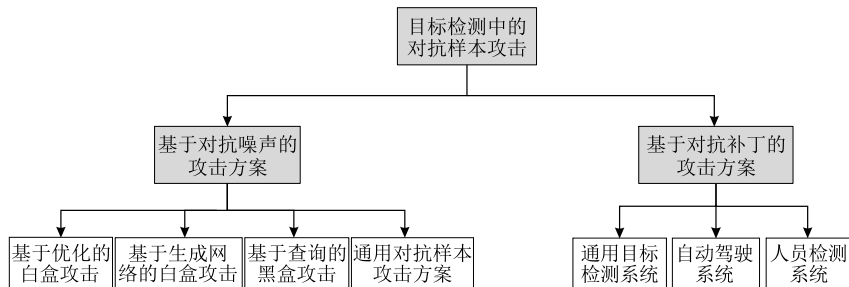 目标检测中的
对抗样本攻击
基于对抗噪声的
攻击方案
基于对抗补丁的
攻击方案
基于优化的
白盒攻击
基于生成网
络的白盒攻击
基于查询的
黑盒攻击
通用对抗样本
攻击方案
通用目标
检测系统
自动驾驶
系统
人员检测
系统